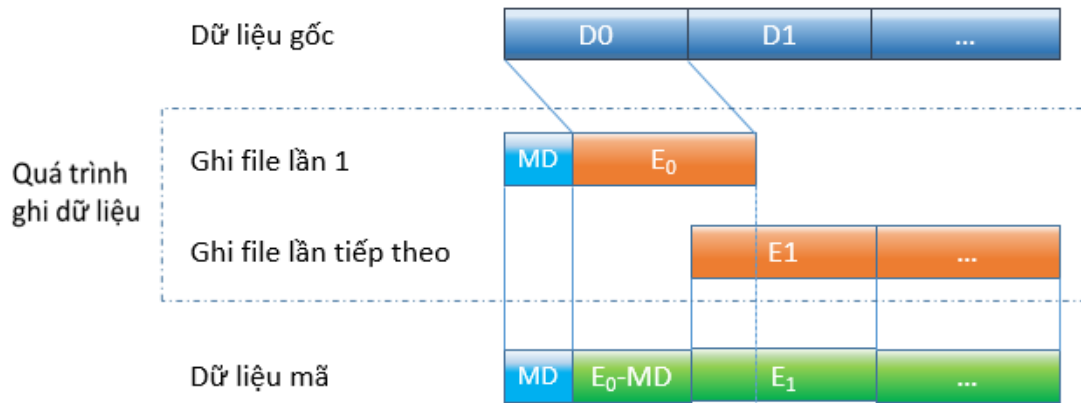 Dữ liệu gốc D0 D1 ...
Ghi file lần 1 MD E₀
Quá trình
ghi dữ liệu
Ghi file lần tiếp theo E1 ...
Dữ liệu mã MD E₀-MD E₁ ...